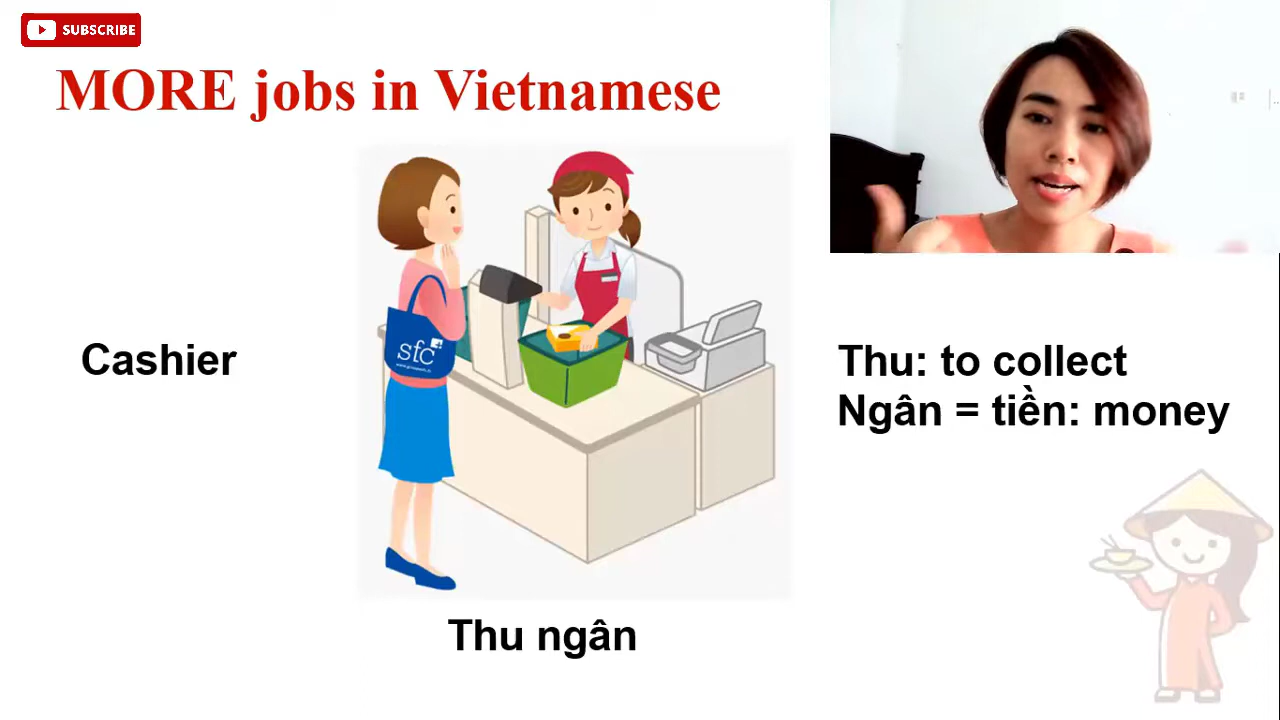 SUBSCRIBE
MORE jobs in Vietnamese
sfc
Cashier
Thu: to collect
Ngân = tiền: money
Thu ngân